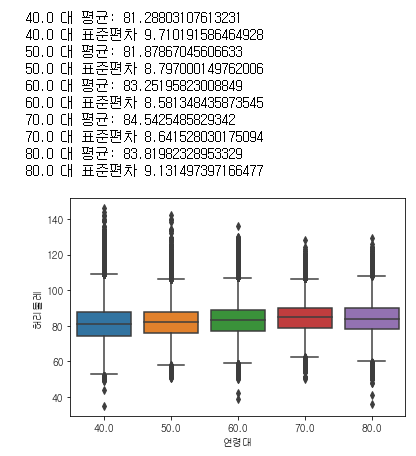 40.0 대 평균: 81.28803107613231
40.0 대 표준편차 9.710191586464928
50.0 대 평균: 81.87867045606633
50.0 대 표준편차 8.797000149762006
60.0 대 평균: 83.25195823008849
60.0 대 표준편차 8.581348435873545
70.0 대 평균: 84.5425485829342
70.0 대 표준편차 8.641528030175094
80.0 대 평균: 83.81982328953329
80.0 대 표준편차 9.131497397166477
140
120
100
80
60
40
허리둘레
40.0 50.0 60.0 70.0 80.0
연령대